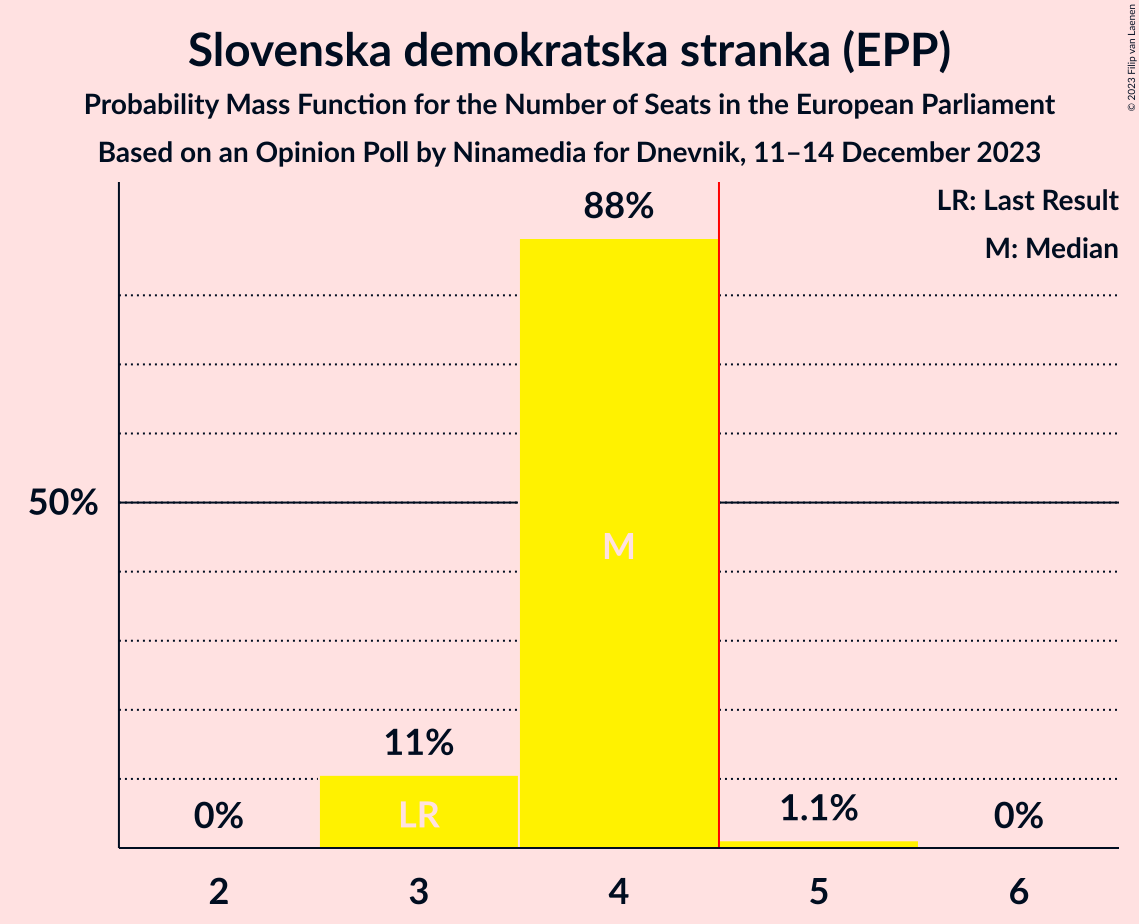 Slovenska demokratska stranka (EPP)
Probability Mass Function for the Number of Seats in the European Parliament
Based on an Opinion Poll by Ninamedia for Dnevnik, 11–14 December 2023
© 2023 Filip van Laenen
LR: Last Result
M: Median
88%
50%
M
11%
LR
0%
1.1%
0%
2 3 4 5 6